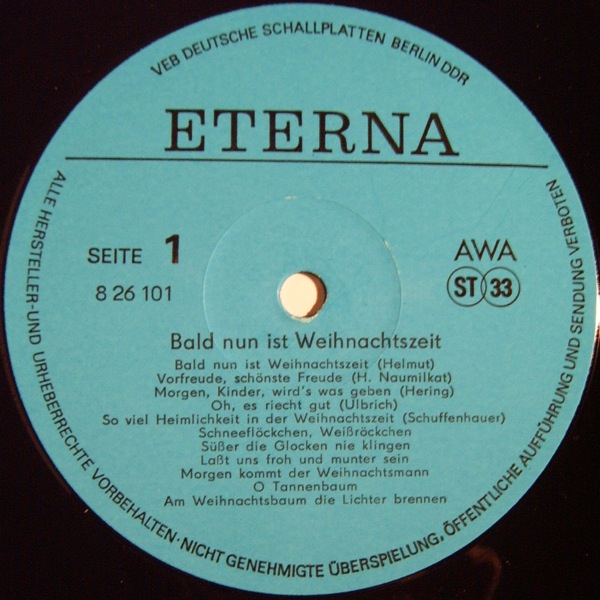 VEB DEUTSCHE SCHALLPLATTEN BERLIN DDR
ETERNA
SEITE 1
8 26 101
AWA
ST 33
Bald nun ist Weihnachtszeit
Bald nun ist Weihnachtszeit (Helmut)
Vorfreude, schönste Freude (H. Naumilkat)
Morgen, Kinder, wird's was geben (Hering)
Oh, es riecht gut (Ulbrich)
So viel Heimlichkeit in der Weihnachtszeit (Schuffenhauer)
Schneeflöckchen, Weißröckchen
Süßer die Glocken nie klingen
Laßt uns froh und munter sein
Morgen kommt der Weihnachtsmann
O Tannenbaum
Am Weihnachtsbaum die Lichter brennen
ALLE HERSTELLER-UND URHEBERRECHTE VORBEHALTEN·NICHT GENEHMIGTE ÜBERSPIELUNG, ÖFFENTLICHE AUFFÜHRUNG UND SENDUNG VERBOTEN